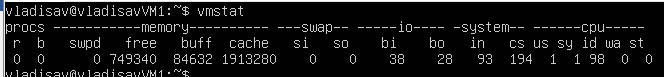 vladisav@vladisavVM1:~$ vmstat
procs -----------memory---------- ---swap-- -----io---- -system-- ------cpu-----
r b swpd free buff cache si so bi bo in cs us sy id wa st
0 0 0 749340 84632 1913280 0 0 38 28 93 194 1 1 98 0 0
vladisav@vladisavVM1:~$